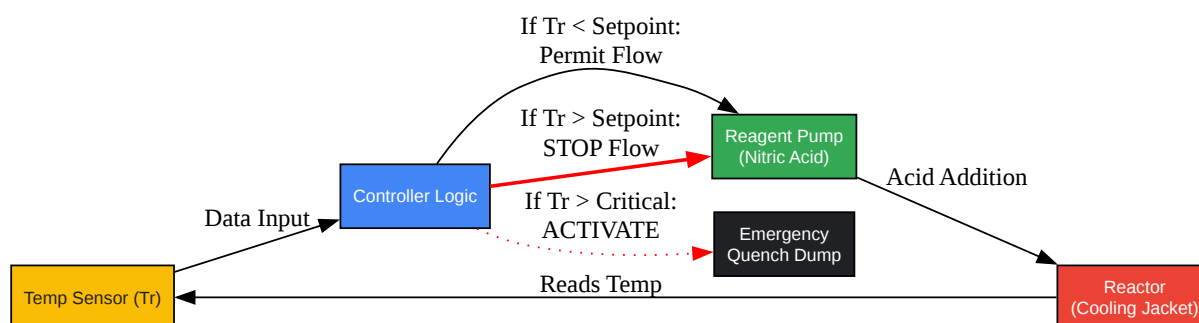 If Tr < Setpoint:
Permit Flow
If Tr > Setpoint:
STOP Flow
Reagent Pump
(Nitric Acid)
Controller Logic
Acid Addition
If Tr > Critical:
ACTIVATE
Data Input
Emergency
Quench Dump
Temp Sensor (Tr)
Reads Temp
Reactor
(Cooling Jacket)